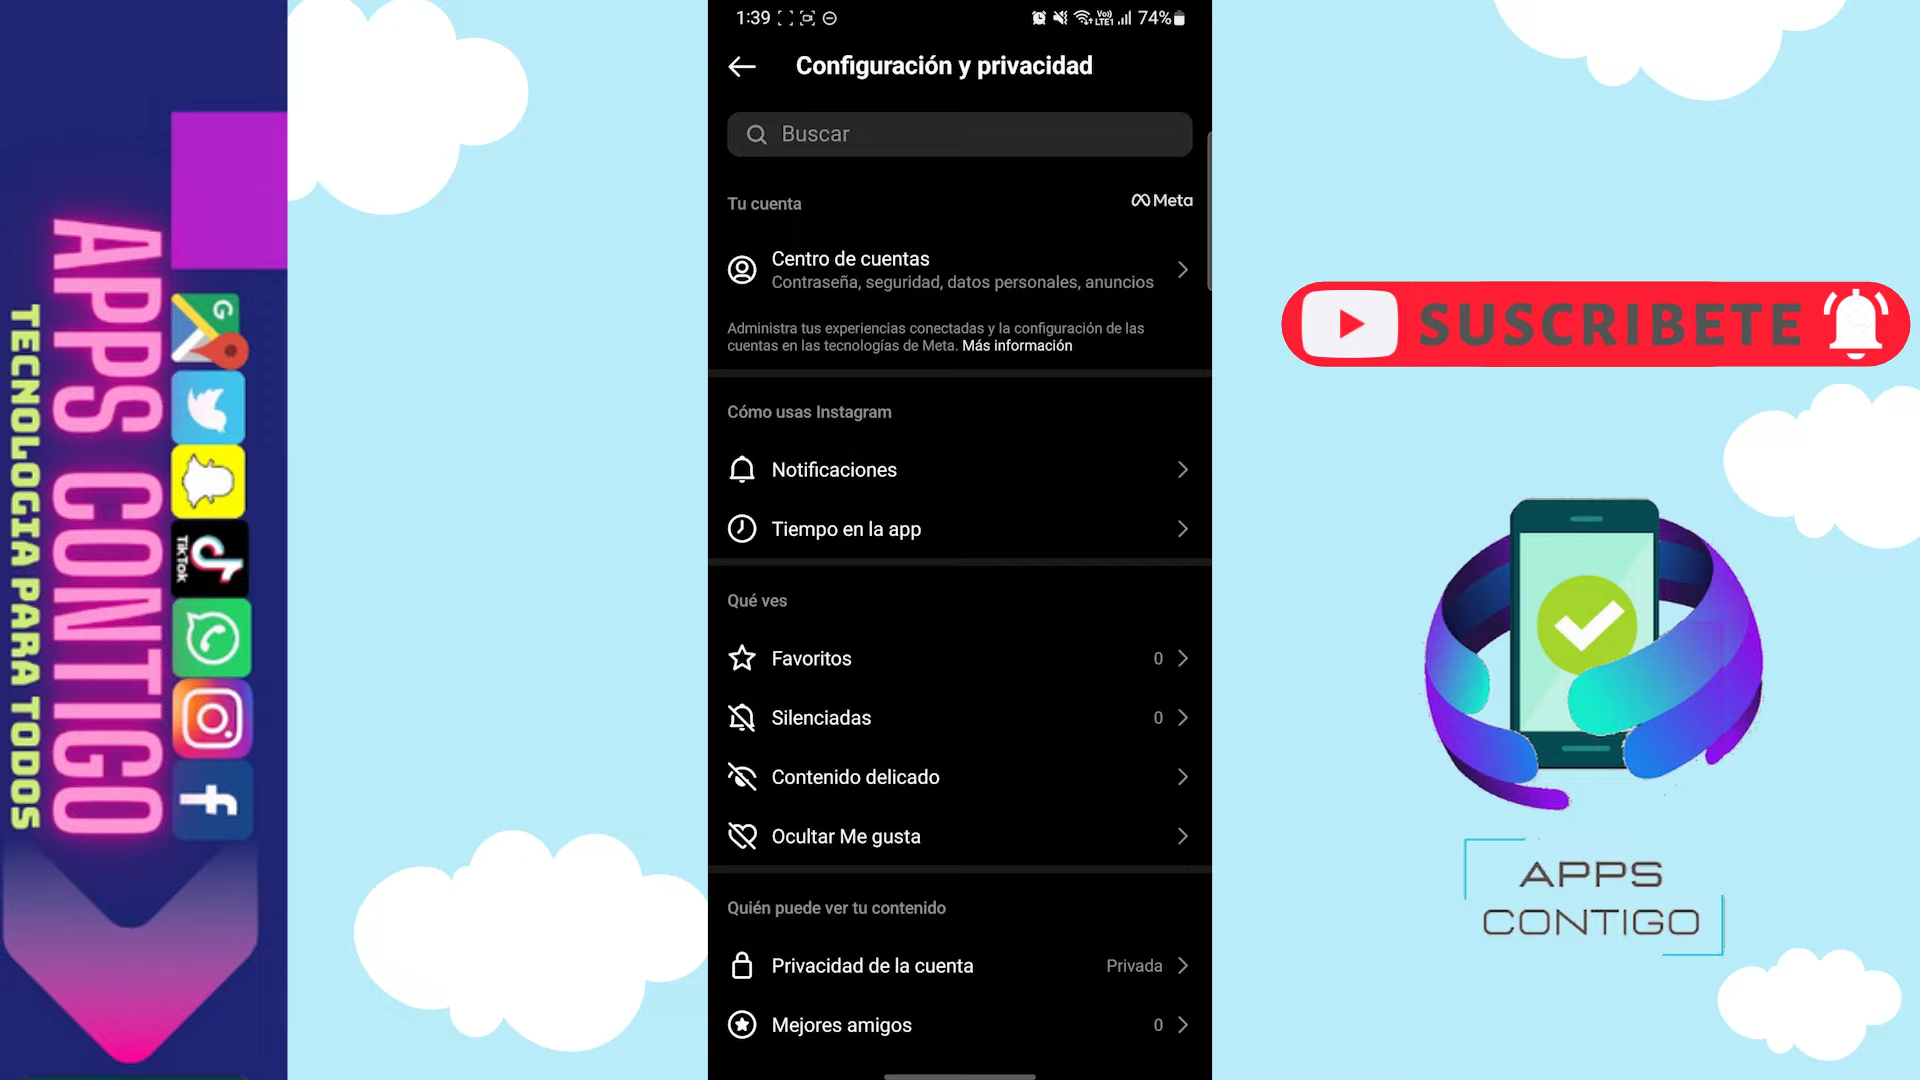 APPS CONTIGO
TECNOLOGIA PARA TODOS
G
TikTok
1:39
Vo))
LTE1
74%
Configuración y privacidad
Buscar
Tu cuenta
Meta
Centro de cuentas
Contraseña, seguridad, datos personales, anuncios
Administra tus experiencias conectadas y la configuración de las
cuentas en las tecnologías de Meta. Más información
Cómo usas Instagram
Notificaciones
Tiempo en la app
Qué ves
Favoritos 0
Silenciadas 0
Contenido delicado
Ocultar Me gusta
Quién puede ver tu contenido
Privacidad de la cuenta Privada
Mejores amigos 0
SUSCRIBETE
APPS
CONTIGO